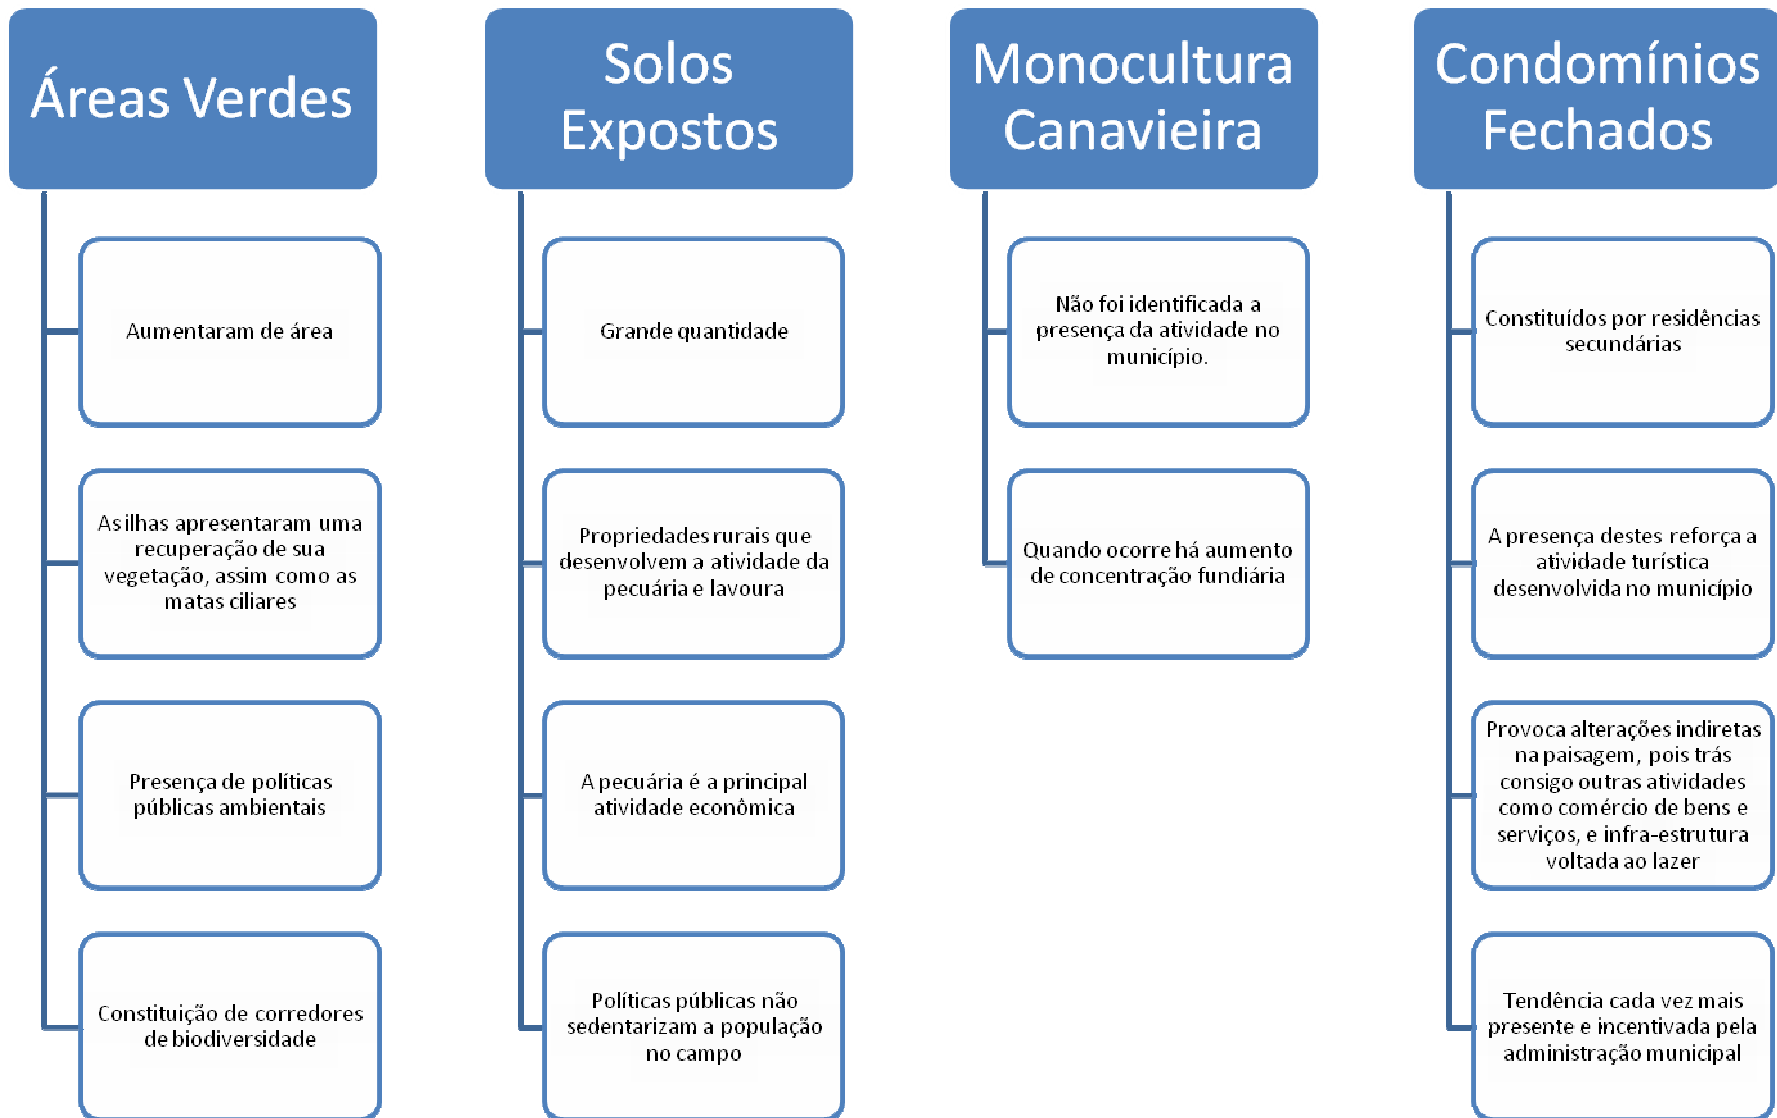 Áreas Verdes
Aumentaram de área
As ilhas apresentaram uma
recuperação de sua
vegetação, assim como as
matas ciliares
Presença de políticas
públicas ambientais
Constituição de corredores
de biodiversidade
Solos
Expostos
Grande quantidade
Propriedades rurais que
desenvolvem a atividade da
pecuária e lavoura
A pecuária é a principal
atividade econômica
Políticas públicas não
sedentarizam a população
no campo
Monocultura
Canavieira
Não foi identificada a
presença da atividade no
município.
Quando ocorre há aumento
de concentração fundiária
Condomínios
Fechados
Constituídos por residências
secundárias
A presença destes reforça a
atividade turística
desenvolvida no município
Provoca alterações indiretas
na paisagem, pois trás
consigo outras atividades
como comércio de bens e
serviços, e infra-estrutura
voltada ao lazer
Tendência cada vez mais
presente e incentivada pela
administração municipal